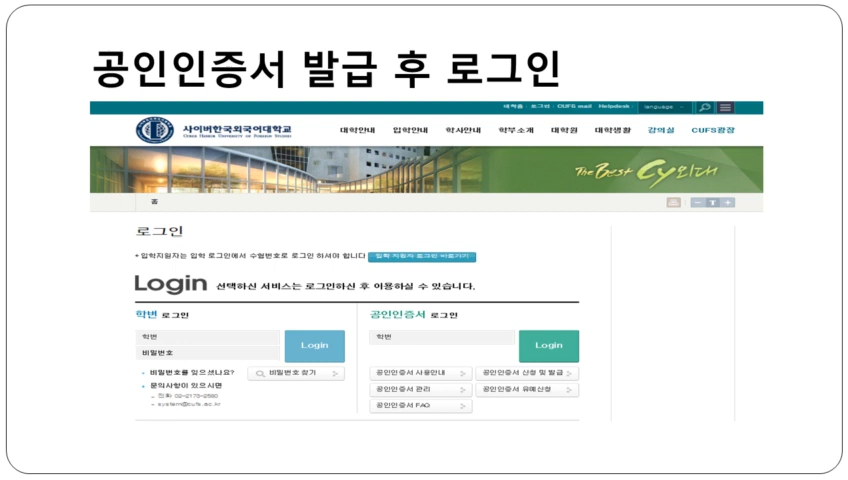 공인인증서 발급 후 로그인
대학홈 로그인 CUFS mail Helpdesk language
사이버한국외국어대학교
CYBER HANKUK UNIVERSITY OF FOREIGN STUDIES
대학안내 입학안내 학사안내 학부소개 대학원 대학생활 강의실 CUFS광장
The Best Cy외대
홈
T
로그인
* 입학지원자는 입학 로그인에서 수험번호로 로그인 하셔야 합니다 입학 지원자 로그인 바로가기
Login 선택하신 서비스는 로그인하신 후 이용하실 수 있습니다.
학번 로그인
학번
비밀번호
Login
비밀번호를 잊으셨나요? 비밀번호 찾기
문의사항이 있으시면
- 전화 02-2173-2580
- system@cufs.ac.kr
공인인증서 로그인
학번
Login
공인인증서 사용안내 공인인증서 신청 및 발급
공인인증서 관리 공인인증서 유예신청
공인인증서 FAQ